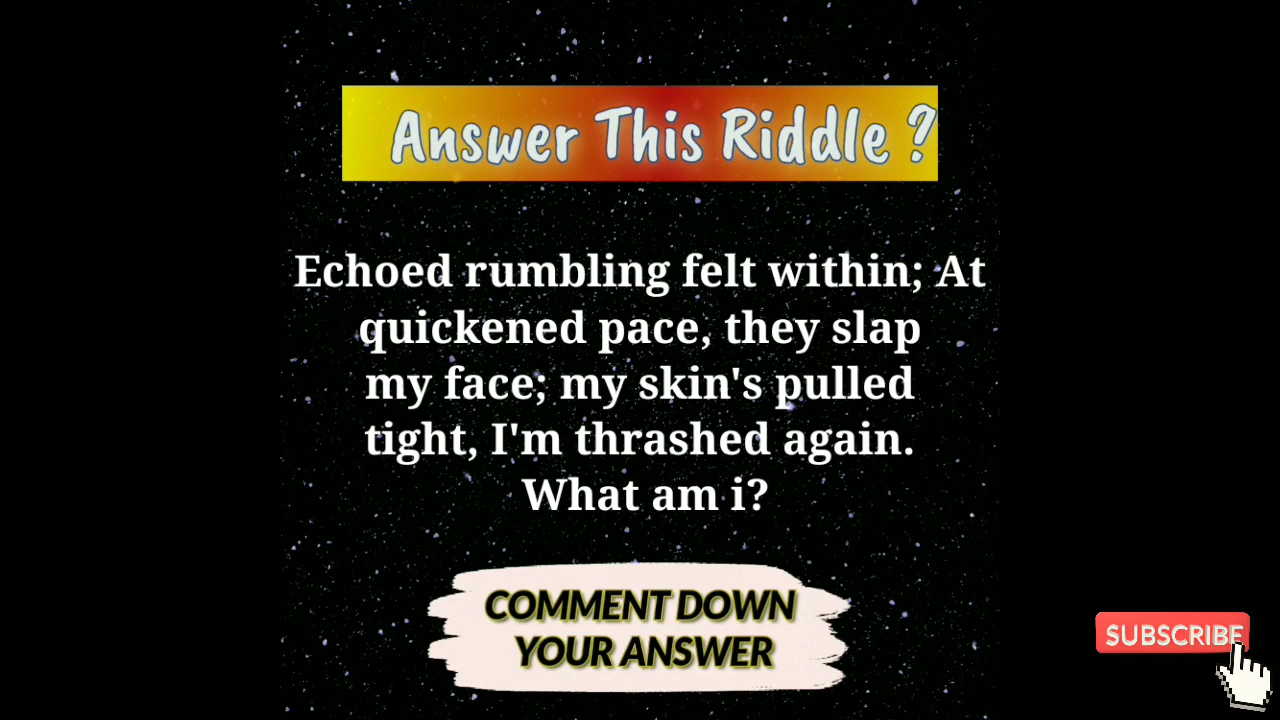 Answer This Riddle ?
Echoed rumbling felt within; At
quickened pace, they slap
my face; my skin's pulled
tight, I'm thrashed again.
What am i?
COMMENT DOWN
YOUR ANSWER
SUBSCRIBE